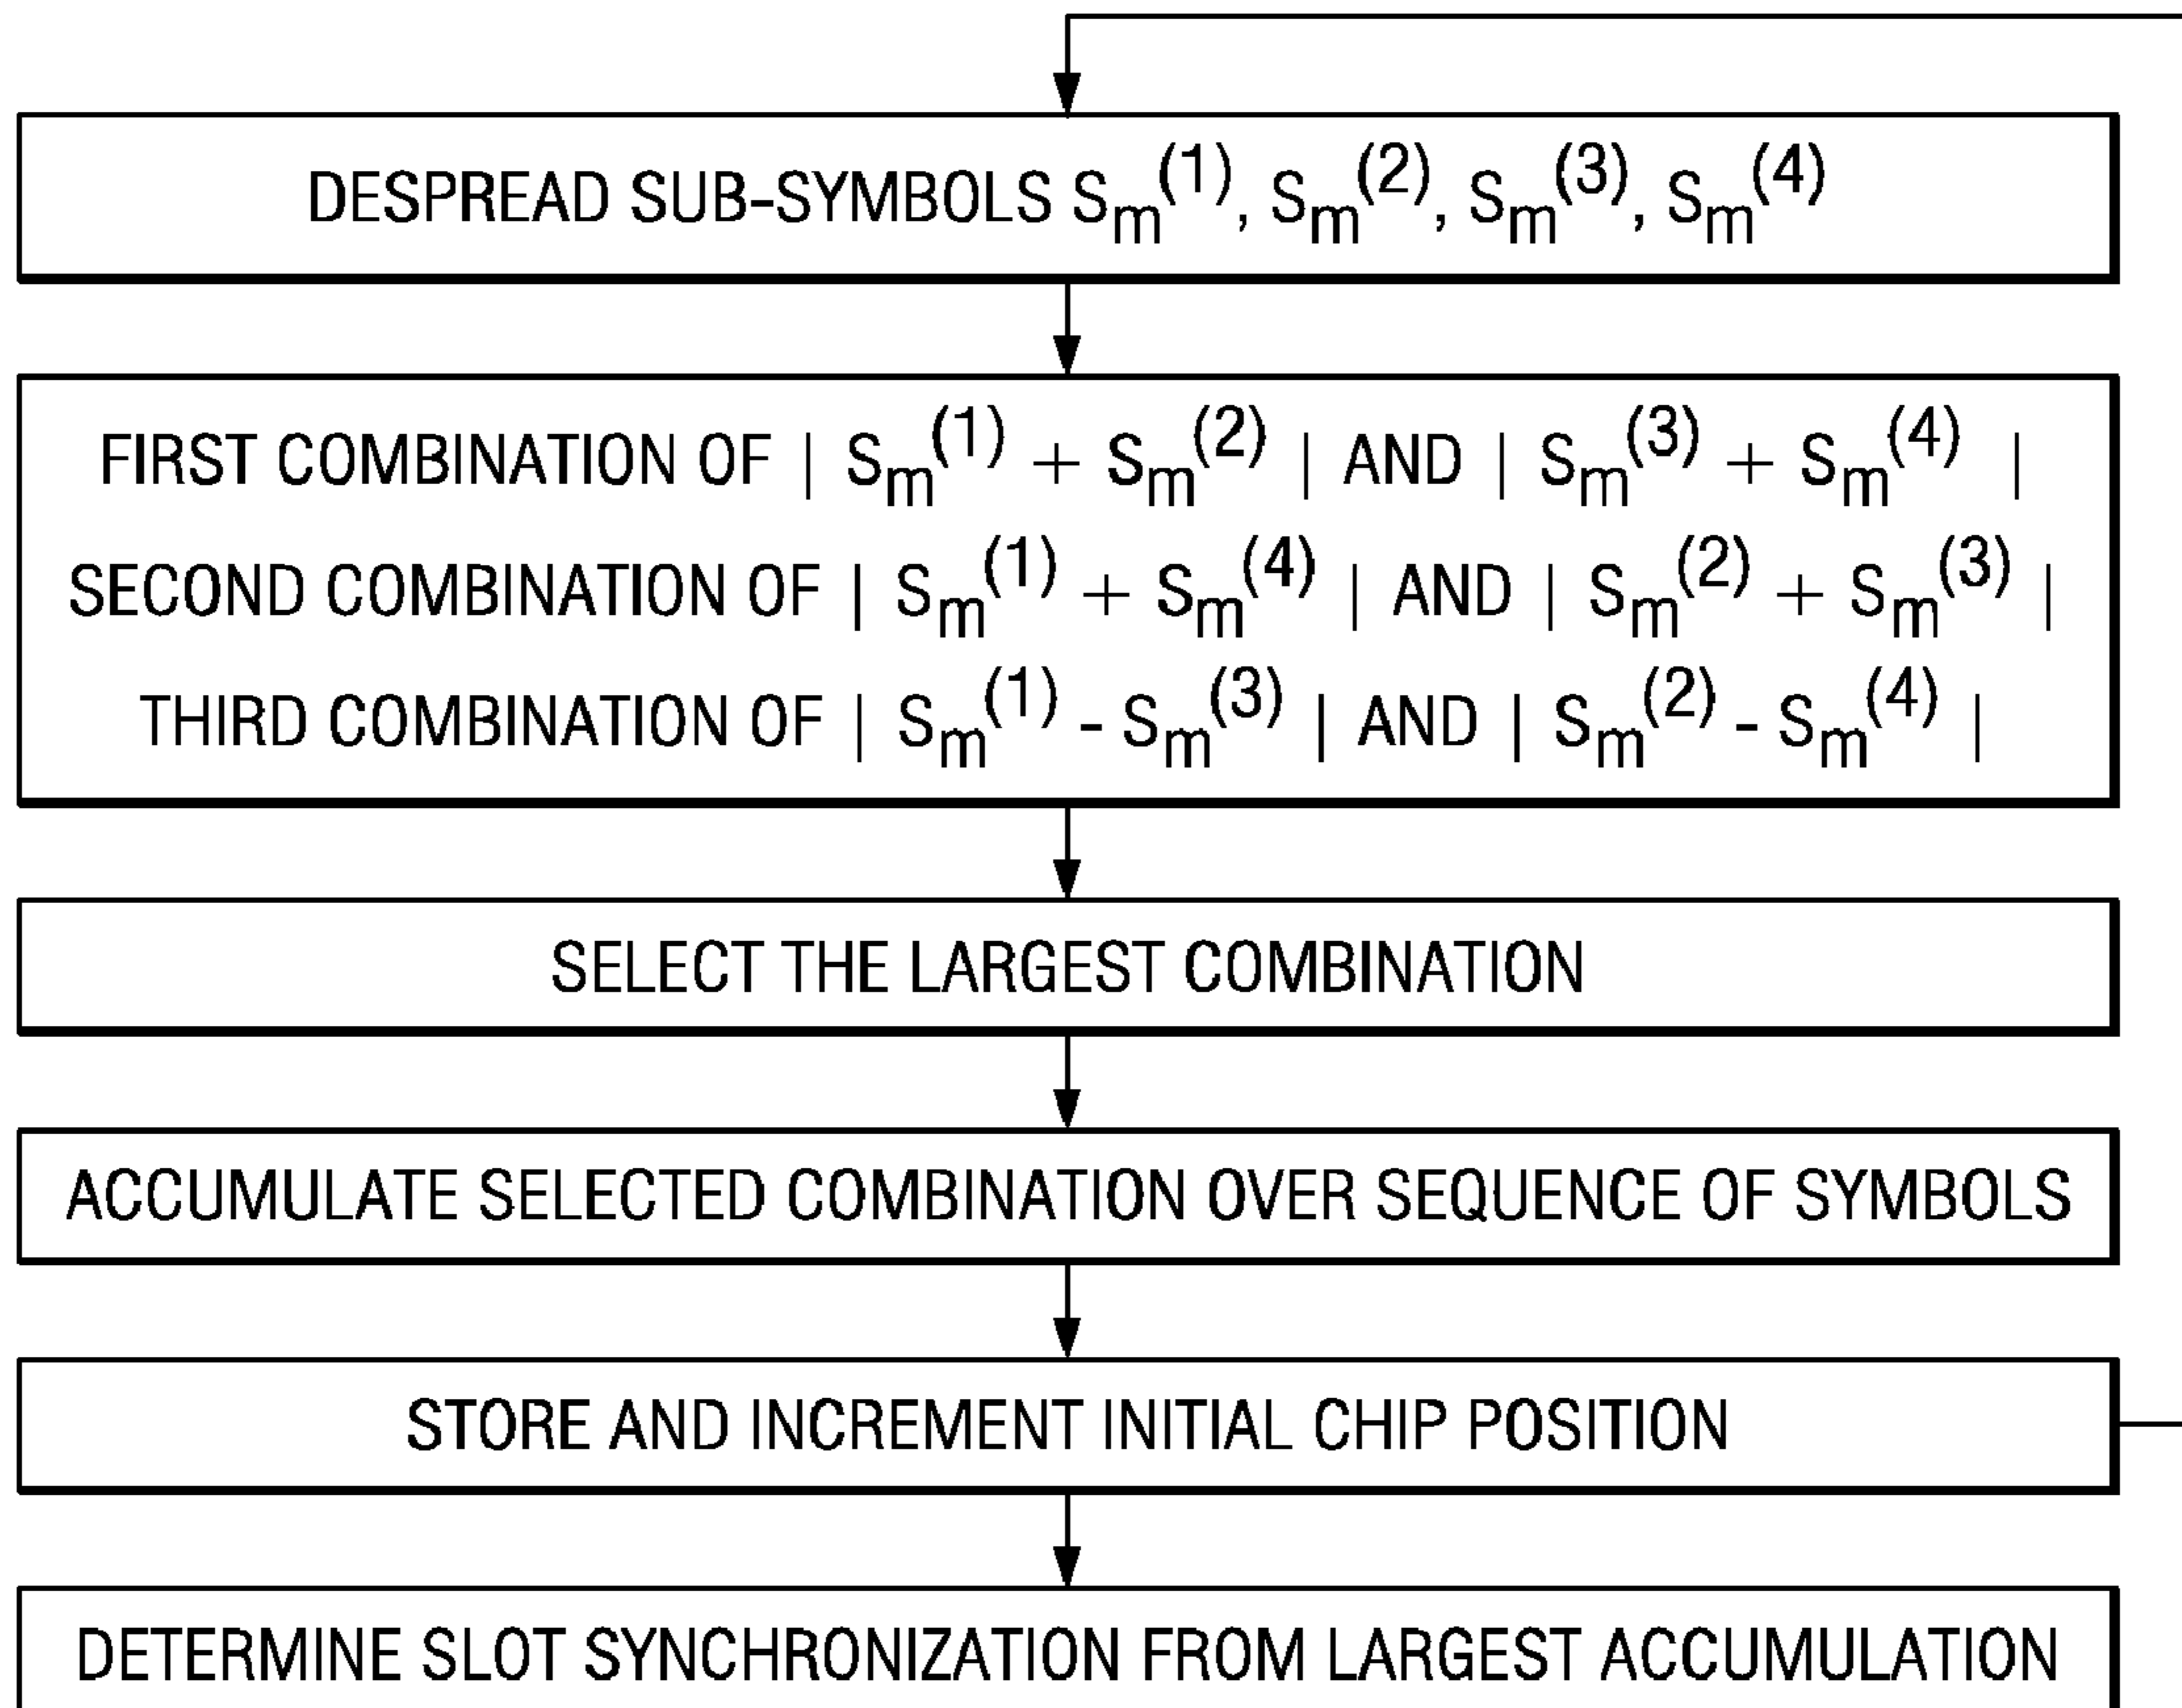 DESPREAD SUB-SYMBOLS Sm(1), Sm(2), Sm(3), Sm(4)
FIRST COMBINATION OF | Sm(1) + Sm(2) | AND | Sm(3) + Sm(4) |
SECOND COMBINATION OF | Sm(1) + Sm(4) | AND | Sm(2) + Sm(3) |
THIRD COMBINATION OF | Sm(1) - Sm(3) | AND | Sm(2) - Sm(4) |
SELECT THE LARGEST COMBINATION
ACCUMULATE SELECTED COMBINATION OVER SEQUENCE OF SYMBOLS
STORE AND INCREMENT INITIAL CHIP POSITION
DETERMINE SLOT SYNCHRONIZATION FROM LARGEST ACCUMULATION